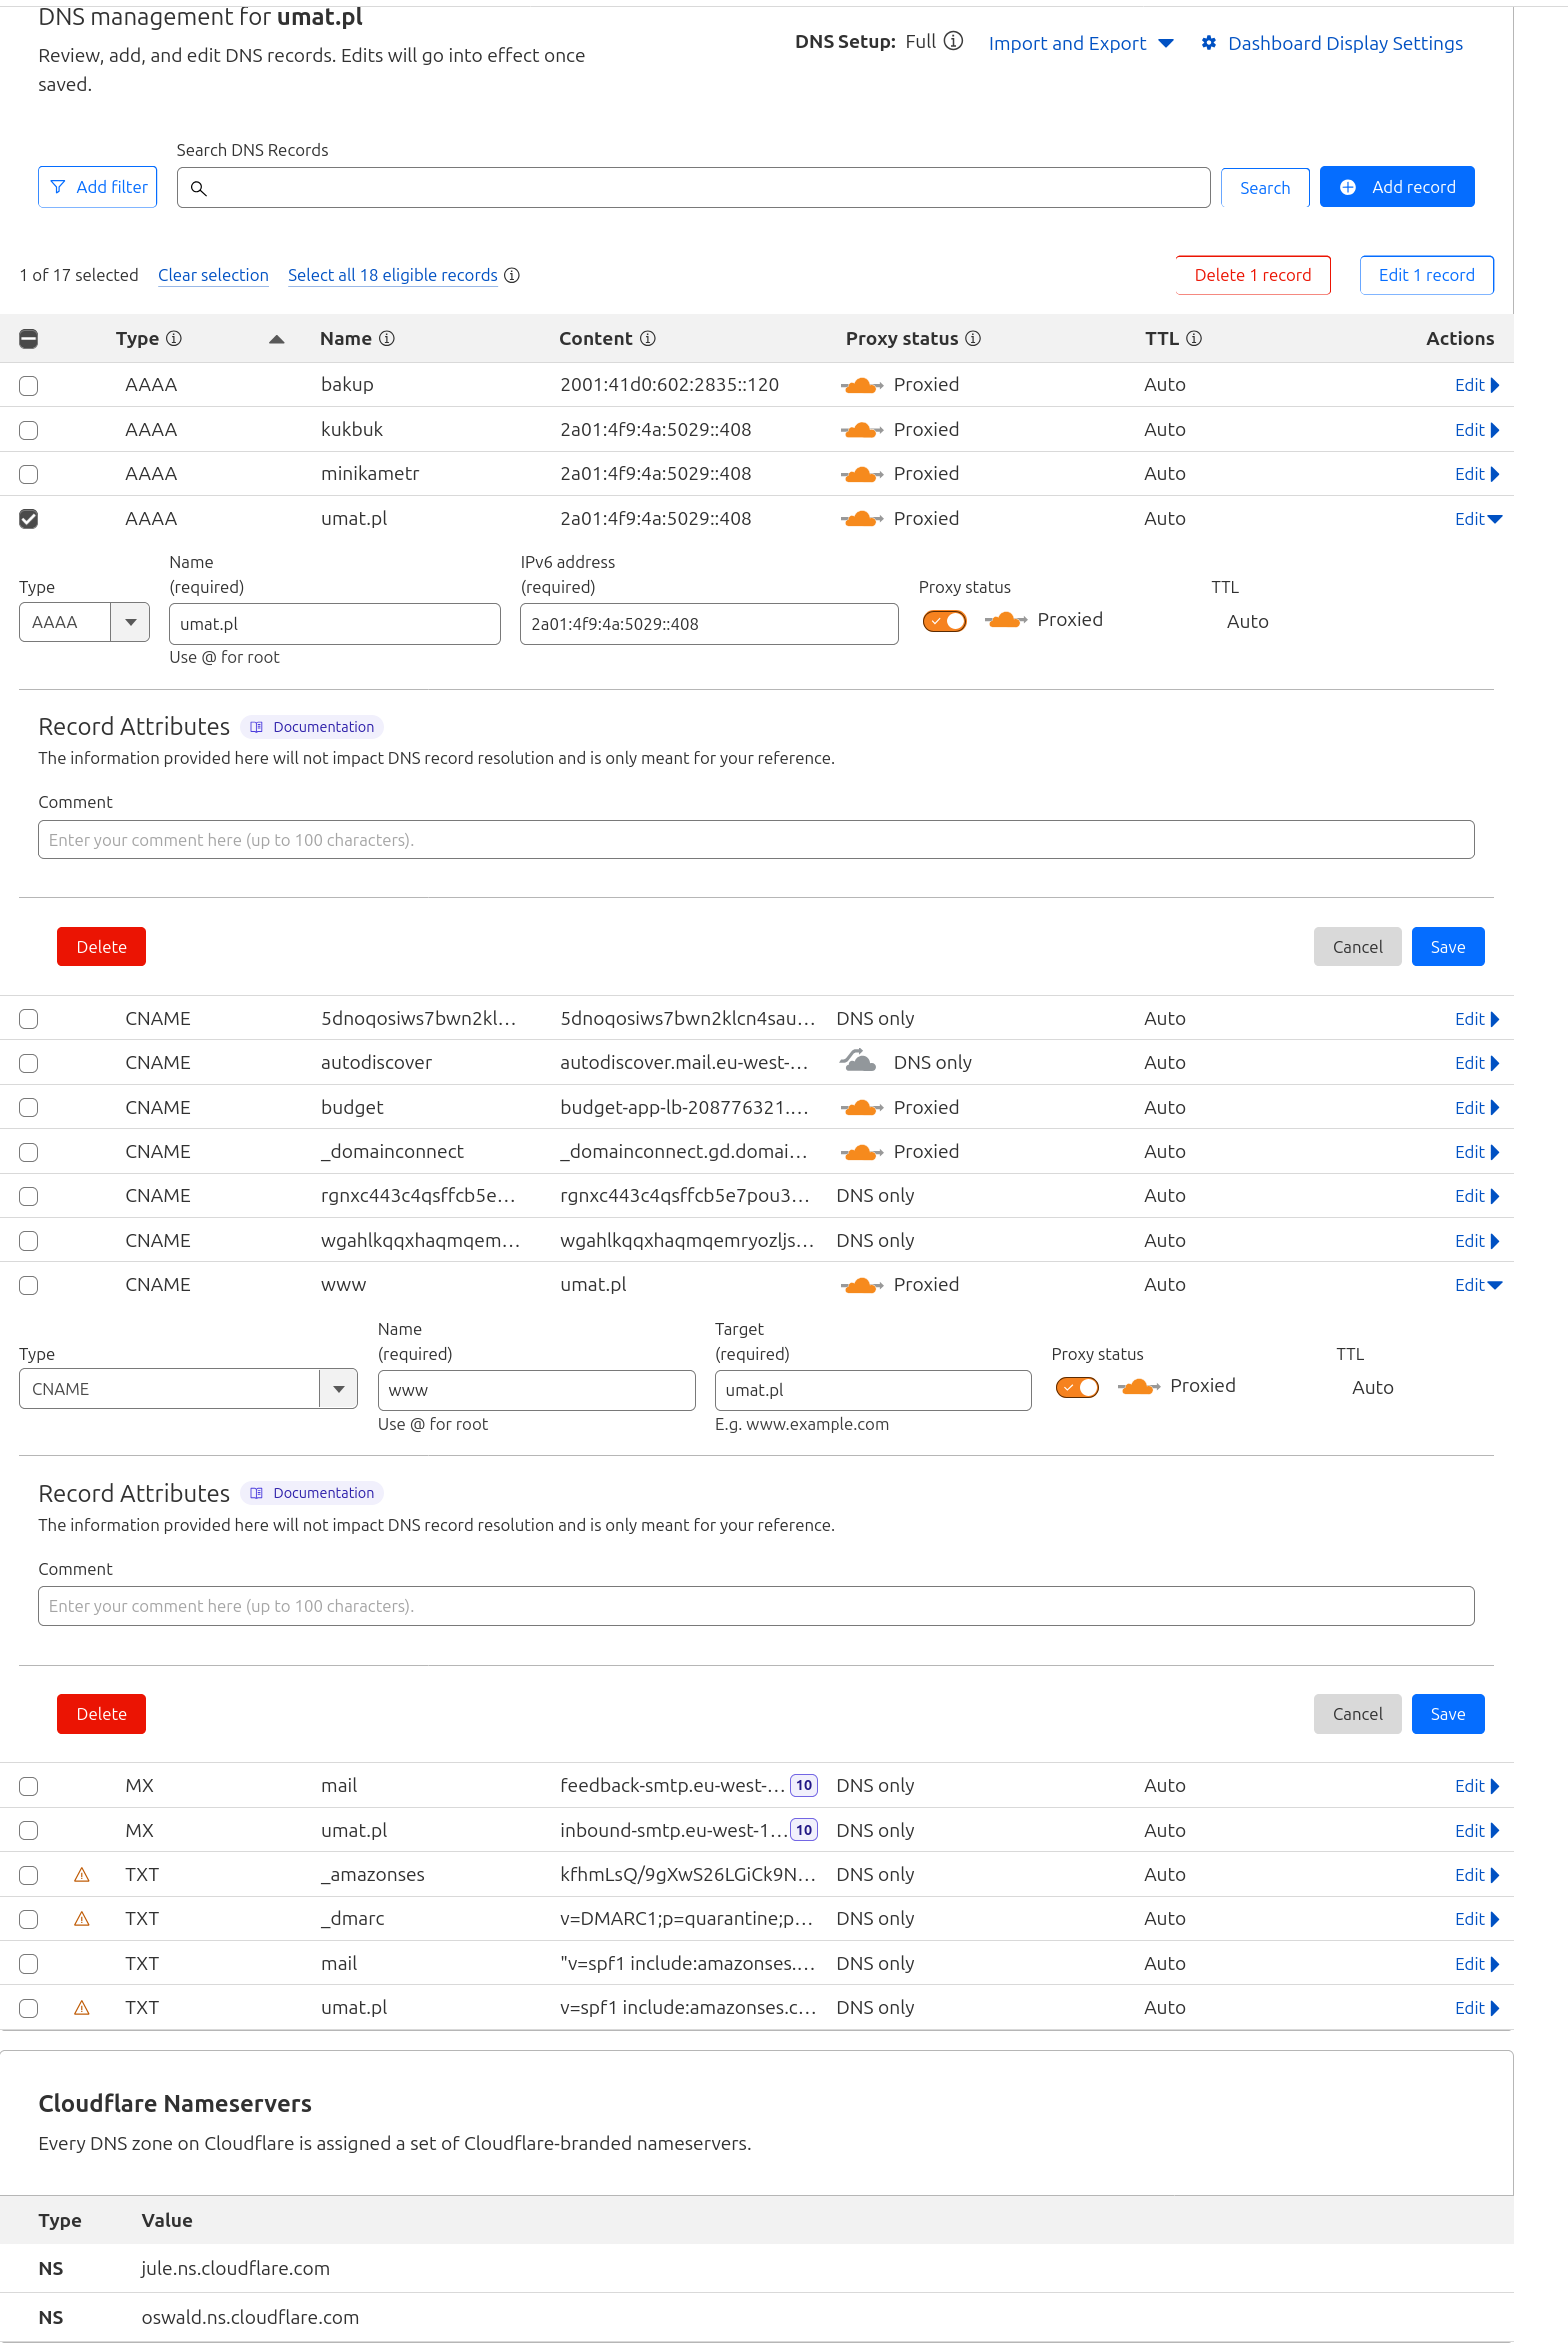 DNS management for umat.pl
Review, add, and edit DNS records. Edits will go into effect once
saved.
DNS Setup: Full
Import and Export
Dashboard Display Settings
Search DNS Records
Add filter
Search
Add record
1 of 17 selected Clear selection Select all 18 eligible records
Delete 1 record
Edit 1 record
Type Name Content Proxy status TTL Actions
AAAA bakup 2001:41d0:602:2835::120 Proxied Auto Edit
AAAA kukbuk 2a01:4f9:4a:5029::408 Proxied Auto Edit
AAAA minikametr 2a01:4f9:4a:5029::408 Proxied Auto Edit
AAAA umat.pl 2a01:4f9:4a:5029::408 Proxied Auto Edit
Name IPv6 address
Type (required) (required) Proxy status TTL
AAAA umat.pl 2a01:4f9:4a:5029::408 Proxied Auto
Use @ for root
Record Attributes Documentation
The information provided here will not impact DNS record resolution and is only meant for your reference.
Comment
Enter your comment here (up to 100 characters).
Delete Cancel Save
CNAME 5dnoqosiws7bwn2kl... 5dnoqosiws7bwn2klcn4sau... DNS only Auto Edit
CNAME autodiscover autodiscover.mail.eu-west-... DNS only Auto Edit
CNAME budget budget-app-lb-208776321.... Proxied Auto Edit
CNAME _domainconnect _domainconnect.gd.domai... Proxied Auto Edit
CNAME rgnxc443c4qsffcb5e... rgnxc443c4qsffcb5e7pou3... DNS only Auto Edit
CNAME wgahlkqqxhaqmqem... wgahlkqqxhaqmqemryozljs... DNS only Auto Edit
CNAME www umat.pl Proxied Auto Edit
Name Target
Type (required) (required) Proxy status TTL
CNAME www umat.pl Proxied Auto
Use @ for root E.g. www.example.com
Record Attributes Documentation
The information provided here will not impact DNS record resolution and is only meant for your reference.
Comment
Enter your comment here (up to 100 characters).
Delete Cancel Save
MX mail feedback-smtp.eu-west-... 10 DNS only Auto Edit
MX umat.pl inbound-smtp.eu-west-1... 10 DNS only Auto Edit
TXT _amazonses kfhmLsQ/9gXwS26LGiCk9N... DNS only Auto Edit
TXT _dmarc v=DMARC1;p=quarantine;p... DNS only Auto Edit
TXT mail "v=spf1 include:amazonses.... DNS only Auto Edit
TXT umat.pl v=spf1 include:amazonses.c... DNS only Auto Edit
Cloudflare Nameservers
Every DNS zone on Cloudflare is assigned a set of Cloudflare-branded nameservers.
Type Value
NS jule.ns.cloudflare.com
NS oswald.ns.cloudflare.com